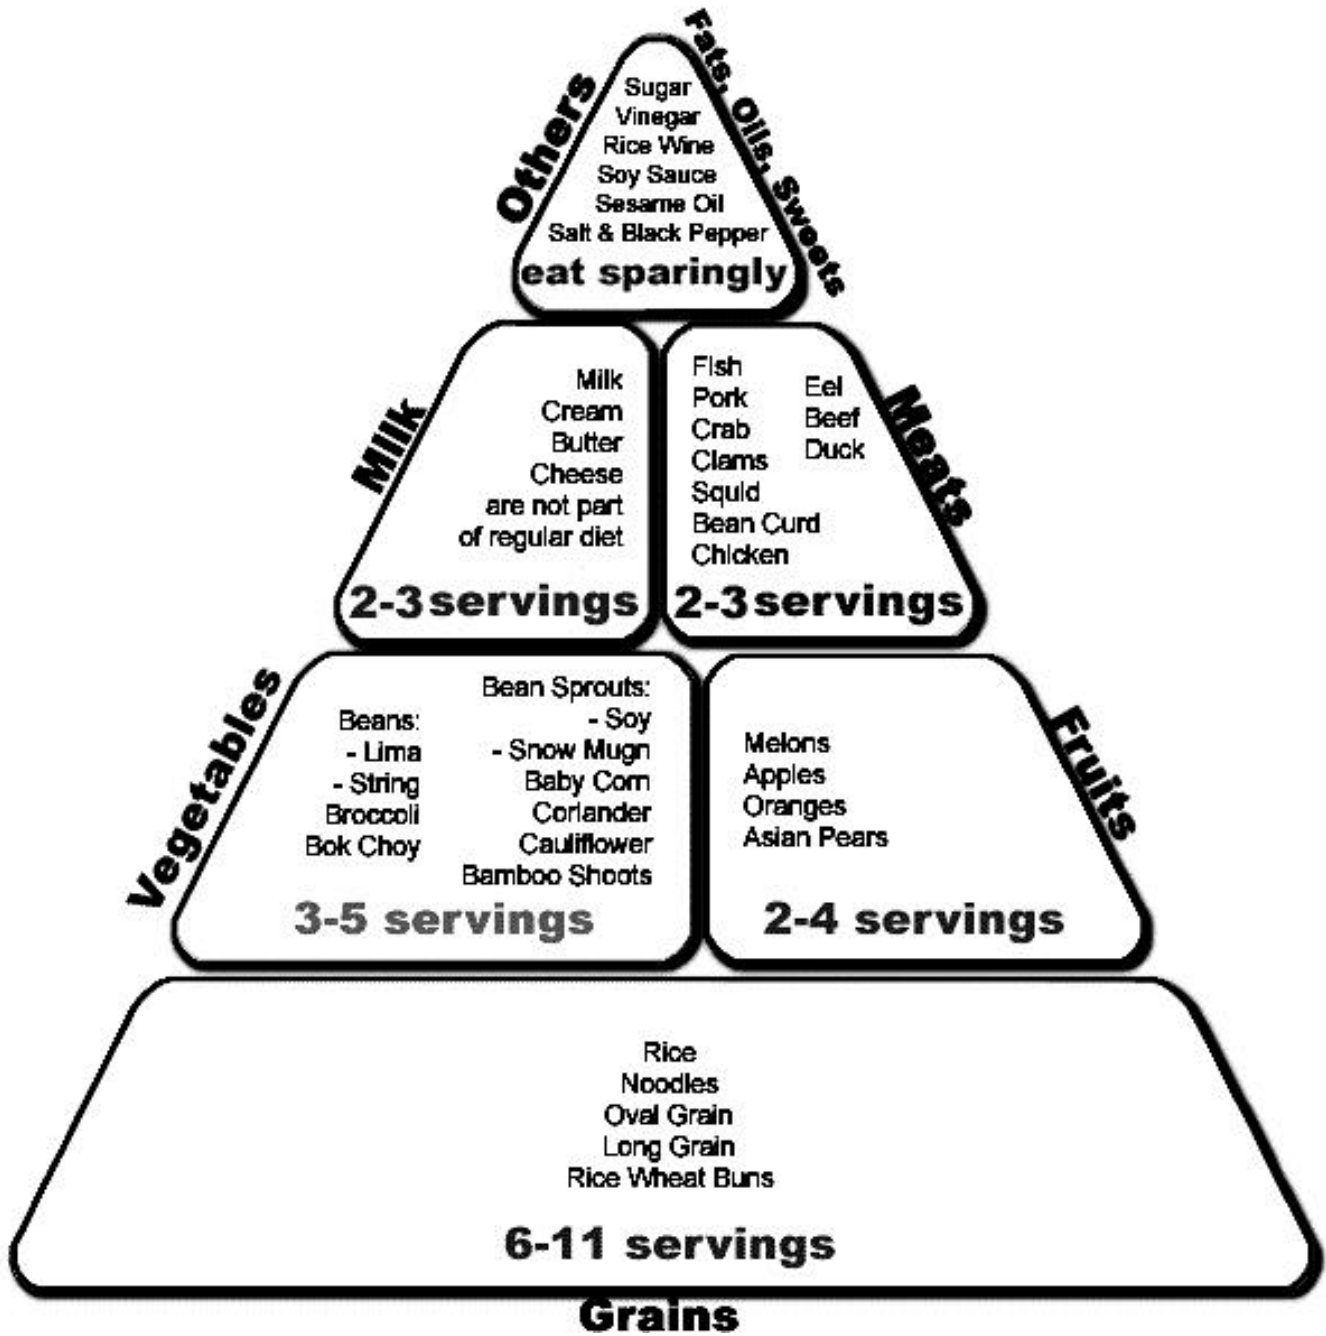 Others
Fats, Oils, Sweets
Sugar
Vinegar
Rice Wine
Soy Sauce
Sesame Oil
Salt & Black Pepper
eat sparingly
Milk
Milk
Cream
Butter
Cheese
are not part
of regular diet
2-3 servings
Meats
Fish
Pork
Crab
Clams
Squid
Bean Curd
Chicken
Eel
Beef
Duck
2-3 servings
Vegetables
Beans:
- Lima
- String
Broccoli
Bok Choy
Bean Sprouts:
- Soy
- Snow Mugn
Baby Corn
Coriander
Cauliflower
Bamboo Shoots
3-5 servings
Fruits
Melons
Apples
Oranges
Asian Pears
2-4 servings
Rice
Noodles
Oval Grain
Long Grain
Rice Wheat Buns
6-11 servings
Grains